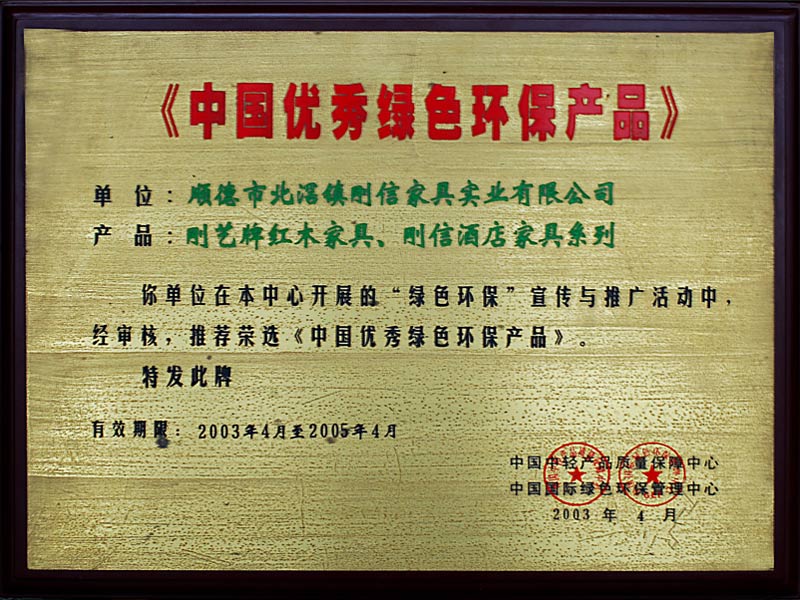 《中国优秀绿色环保产品》
单 位：顺德市北滘镇刚信家具实业有限公司
产 品：刚艺牌红木家具、刚信酒店家具系列
你单位在本中心开展的“绿色环保”宣传与推广活动中，
经审核，推荐荣选《中国优秀绿色环保产品》。
特发此牌
有效期限：2003年4月至2005年4月
中国中轻产品质量保障中心
中国国际绿色环保管理中心
2003 年 4 月